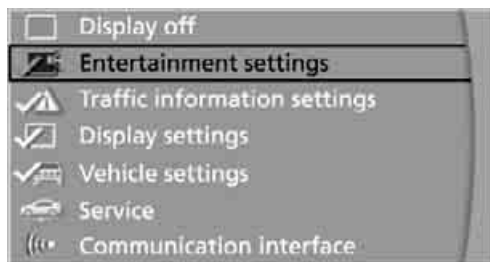 Display off
Entertainment settings
Traffic information settings
Display settings
Vehicle settings
Service
Communication interface